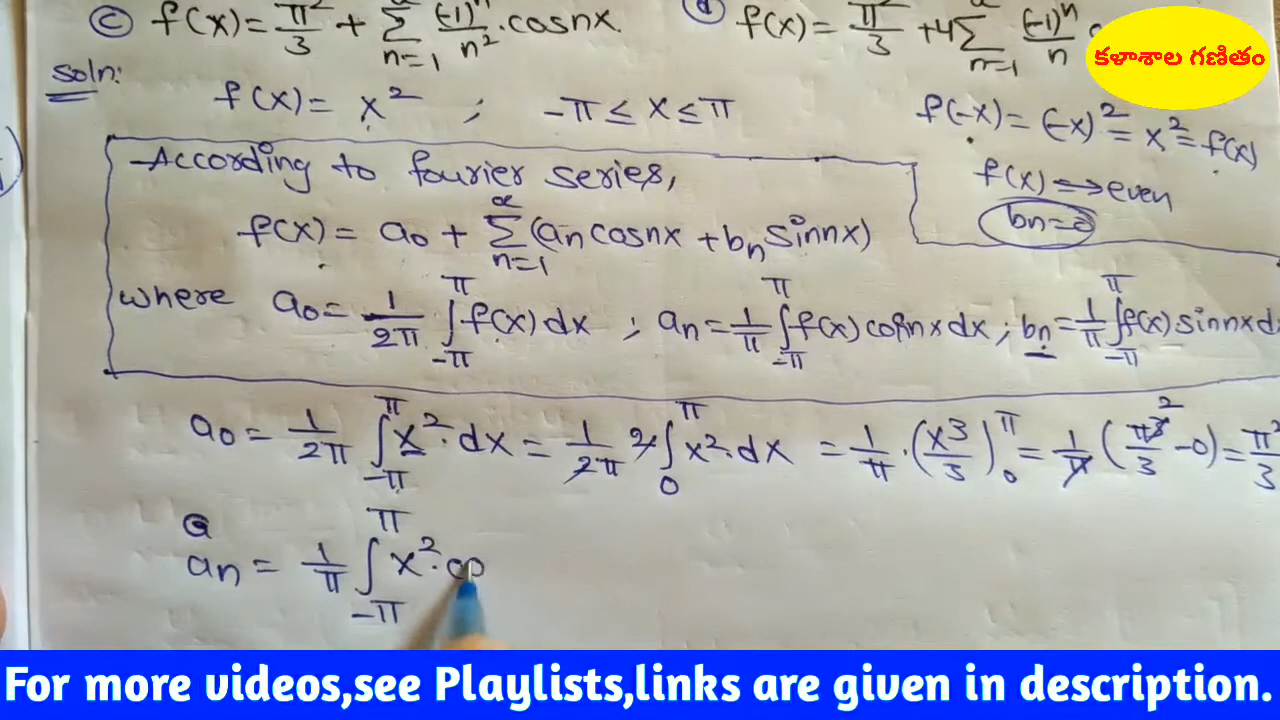 ⓒ f(x) = π²/3 + Σ_{n=1} (-1)ⁿ/n² · cosnx. ⓓ f(x) = π²/3 + 4 Σ_{n=1} (-1)ⁿ/n
కళాశాల గణితం
soln:
f(x) = x² ; -π ≤ x ≤ π
f(-x) = (-x)² = x² = f(x)
f(x) ⟹ even
bn = 0
According to fourier series,
f(x) = a₀ + Σ_{n=1}^{∝} (an cosnx + bn sinnx)
where a₀ = 1/2π ∫_{-π}^{π} f(x) dx ; an = 1/π ∫_{-π}^{π} f(x) cosnx dx ; bn = 1/π ∫_{-π}^{π} f(x) sinnx d
a₀ = 1/2π ∫_{-π}^{π} x² · dx = 1/2π 2 ∫_{0}^{π} x² · dx = 1/π · (x³/3)_{0}^{π} = 1/π (π³/3 - 0) = π²/3
an = 1/π ∫_{-π}^{π} x² · co
For more videos,see Playlists,links are given in description.